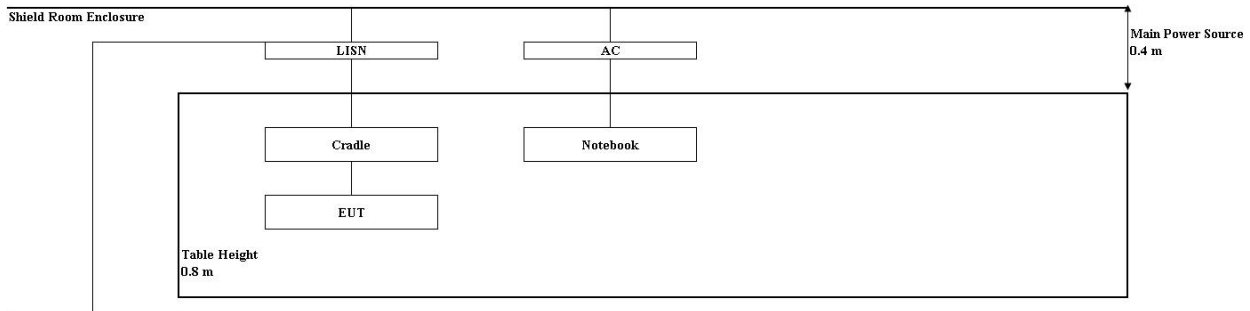 Shield Room Enclosure
Main Power Source
0.4 m
LISN
AC
Cradle
Notebook
EUT
Table Height
0.8 m